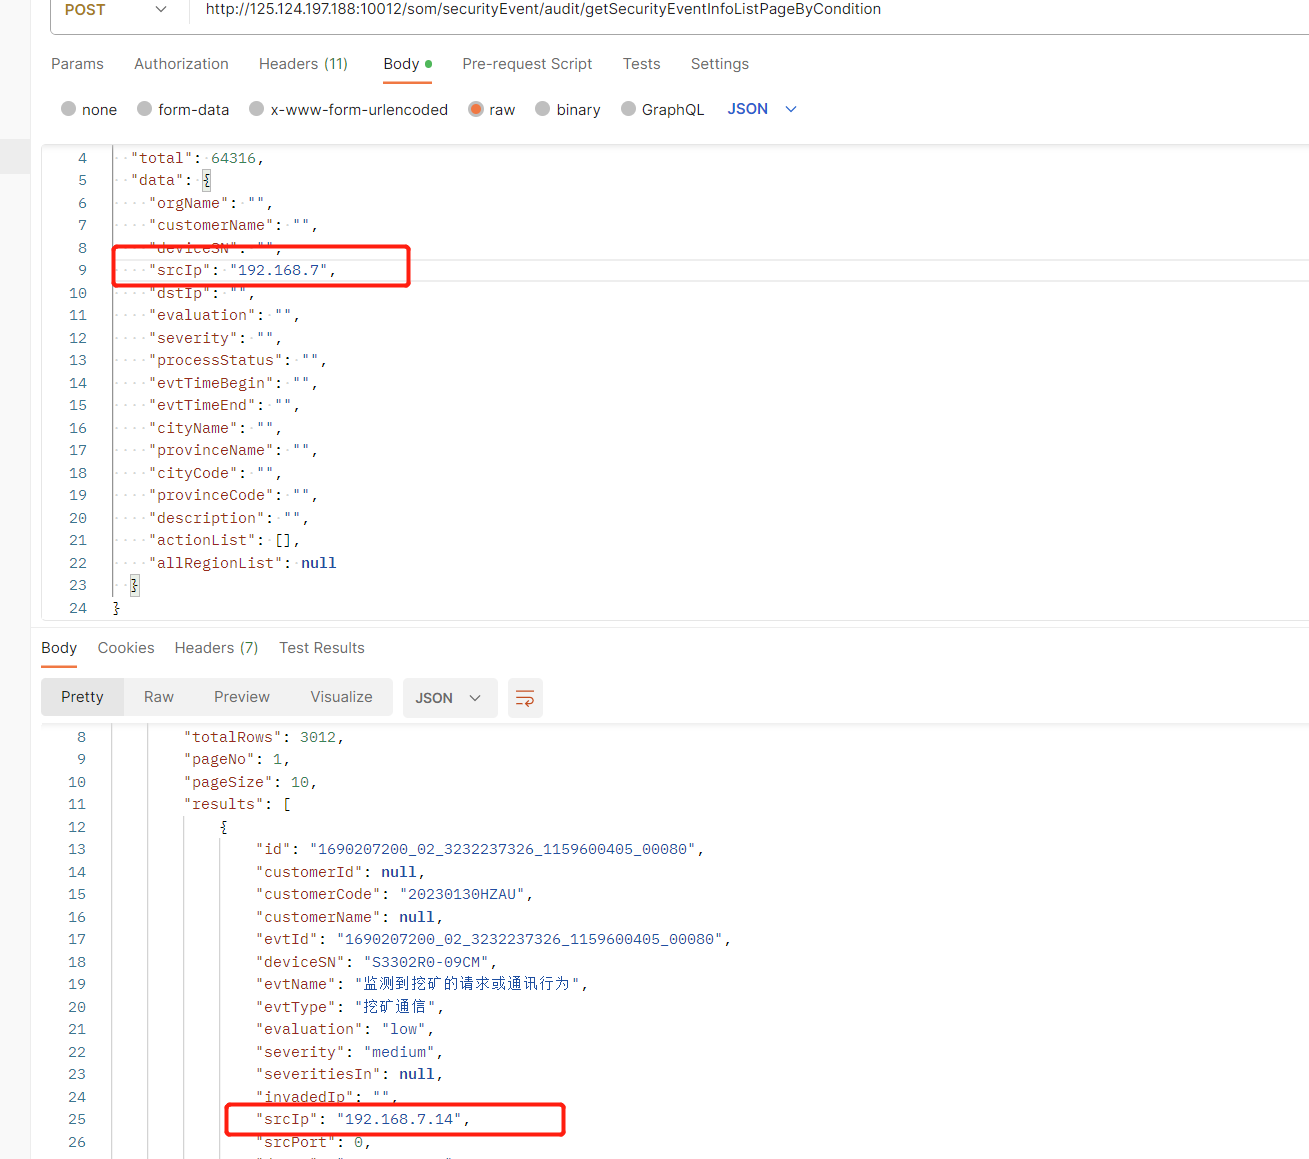 POST http://125.124.197.188:10012/som/securityEvent/audit/getSecurityEventInfoListPageByCondition
Params Authorization Headers (11) Body Pre-request Script Tests Settings
none form-data x-www-form-urlencoded raw binary GraphQL JSON
4 "total": 64316,
5 "data": {
6 "orgName": "",
7 "customerName": "",
8 "deviceSN": "",
9 "srcIp": "192.168.7",
10 "dstIp": "",
11 "evaluation": "",
12 "severity": "",
13 "processStatus": "",
14 "evtTimeBegin": "",
15 "evtTimeEnd": "",
16 "cityName": "",
17 "provinceName": "",
18 "cityCode": "",
19 "provinceCode": "",
20 "description": "",
21 "actionList": [],
22 "allRegionList": null
23 }
24 }
Body Cookies Headers (7) Test Results
Pretty Raw Preview Visualize JSON
8 "totalRows": 3012,
9 "pageNo": 1,
10 "pageSize": 10,
11 "results": [
12 {
13 "id": "1690207200_02_3232237326_1159600405_00080",
14 "customerId": null,
15 "customerCode": "20230130HZAU",
16 "customerName": null,
17 "evtId": "1690207200_02_3232237326_1159600405_00080",
18 "deviceSN": "S3302R0-09CM",
19 "evtName": "监测到挖矿的请求或通讯行为",
20 "evtType": "挖矿通信",
21 "evaluation": "low",
22 "severity": "medium",
23 "severitiesIn": null,
24 "invadedIp": "",
25 "srcIp": "192.168.7.14",
26 "srcPort": 0,